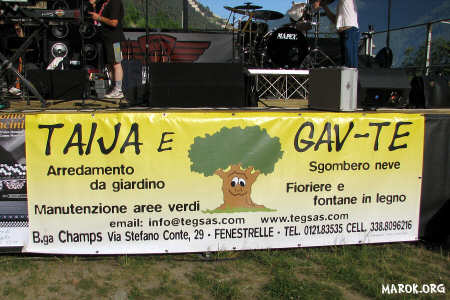 MAPEX
TAIJA E GAV-TE
Arredamento
da giardino
Manutenzione aree verdi
Sgombero neve
Fioriere e
fontane in legno
email: info@tegsas.com www.tegsas.com
B.ga Champs Via Stefano Conte, 29 - FENESTRELLE - TEL. 0121.83535 CELL. 338.8096216
MAROK.ORG